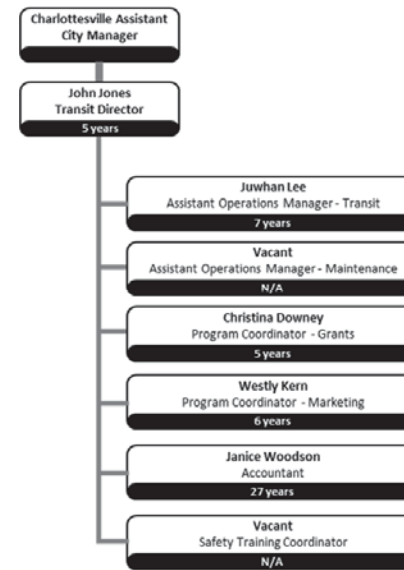 Charlottesville Assistant
City Manager
John Jones
Transit Director
5 years
Juwhan Lee
Assistant Operations Manager - Transit
7 years
Vacant
Assistant Operations Manager - Maintenance
N/A
Christina Downey
Program Coordinator - Grants
5 years
Westly Kern
Program Coordinator - Marketing
6 years
Janice Woodson
Accountant
27 years
Vacant
Safety Training Coordinator
N/A